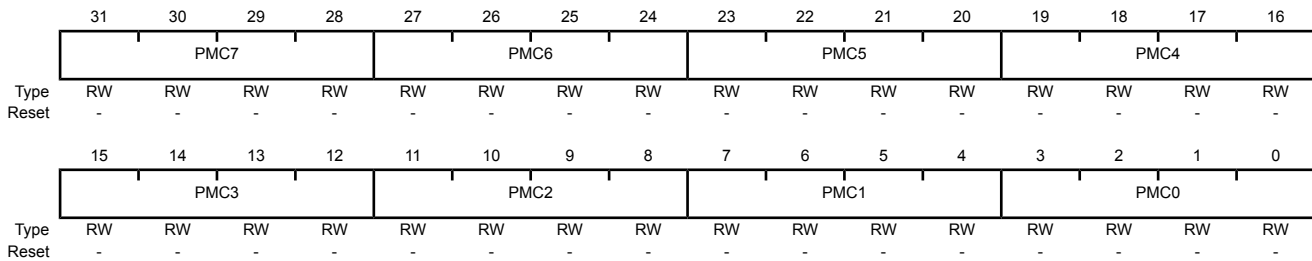 31 30 29 28 27 26 25 24 23 22 21 20 19 18 17 16
PMC7 PMC6 PMC5 PMC4
Type RW RW RW RW RW RW RW RW RW RW RW RW RW RW RW RW
Reset - - - - - - - - - - - - - - - -
15 14 13 12 11 10 9 8 7 6 5 4 3 2 1 0
PMC3 PMC2 PMC1 PMC0
Type RW RW RW RW RW RW RW RW RW RW RW RW RW RW RW RW
Reset - - - - - - - - - - - - - - - -